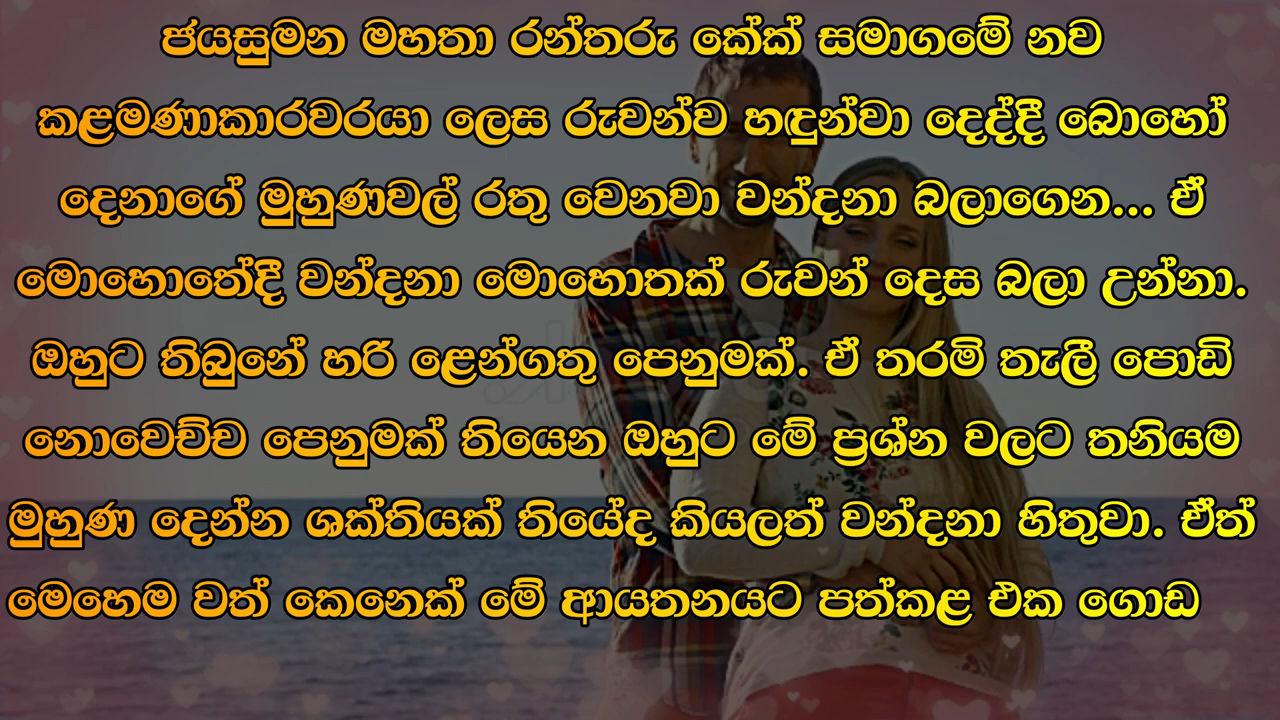 ජයසුමන මහතා රන්තරු කේක් සමාගමේ නව
කළමණාකාරවරයා ලෙස රුවන්ව හඳුන්වා දෙද්දී බොහෝ
දෙනාගේ මුහුණවල් රතු වෙනවා වන්දනා බලාගෙන... ඒ
මොහොතේදී වන්දනා මොහොතක් රුවන් දෙස බලා උන්නා.
ඔහුට තිබුනේ හරි ළෙන්ගතු පෙනුමක්. ඒ තරම් තැලී පොඩි
නොවෙච්ච පෙනුමක් තියෙන ඔහුට මේ ප්‍රශ්න වලට තනියම
මුහුණ දෙන්න ශක්තියක් තියේද කියලත් වන්දනා හිතුවා. ඒත්
මෙහෙම වත් කෙනෙක් මේ ආයතනයට පත්කළ එක ගොඩ